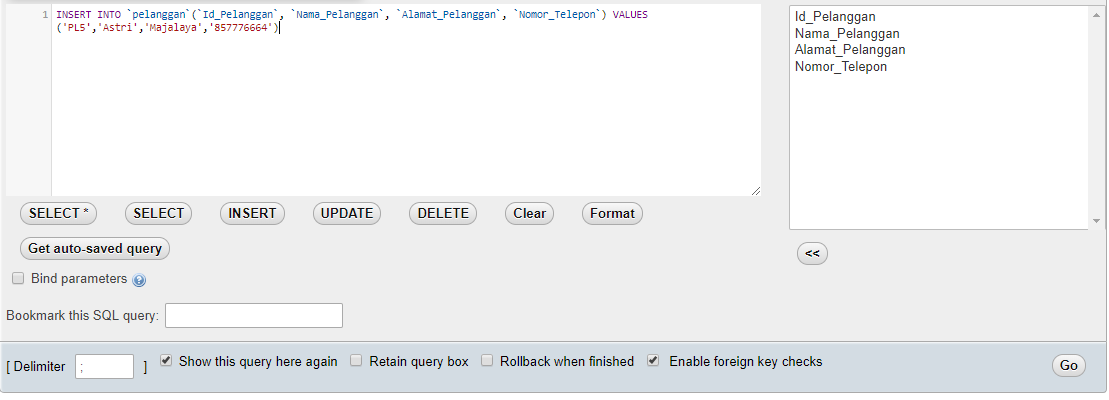 1 INSERT INTO `pelanggan`(`Id_Pelanggan`, `Nama_Pelanggan`, `Alamat_Pelanggan`, `Nomor_Telepon`) VALUES
('PL5','Astri','Majalaya','857776664')
Id_Pelanggan
Nama_Pelanggan
Alamat_Pelanggan
Nomor_Telepon
SELECT * SELECT INSERT UPDATE DELETE Clear Format
Get auto-saved query
<<
Bind parameters ?
Bookmark this SQL query:
[ Delimiter ; ] Show this query here again Retain query box Rollback when finished Enable foreign key checks Go